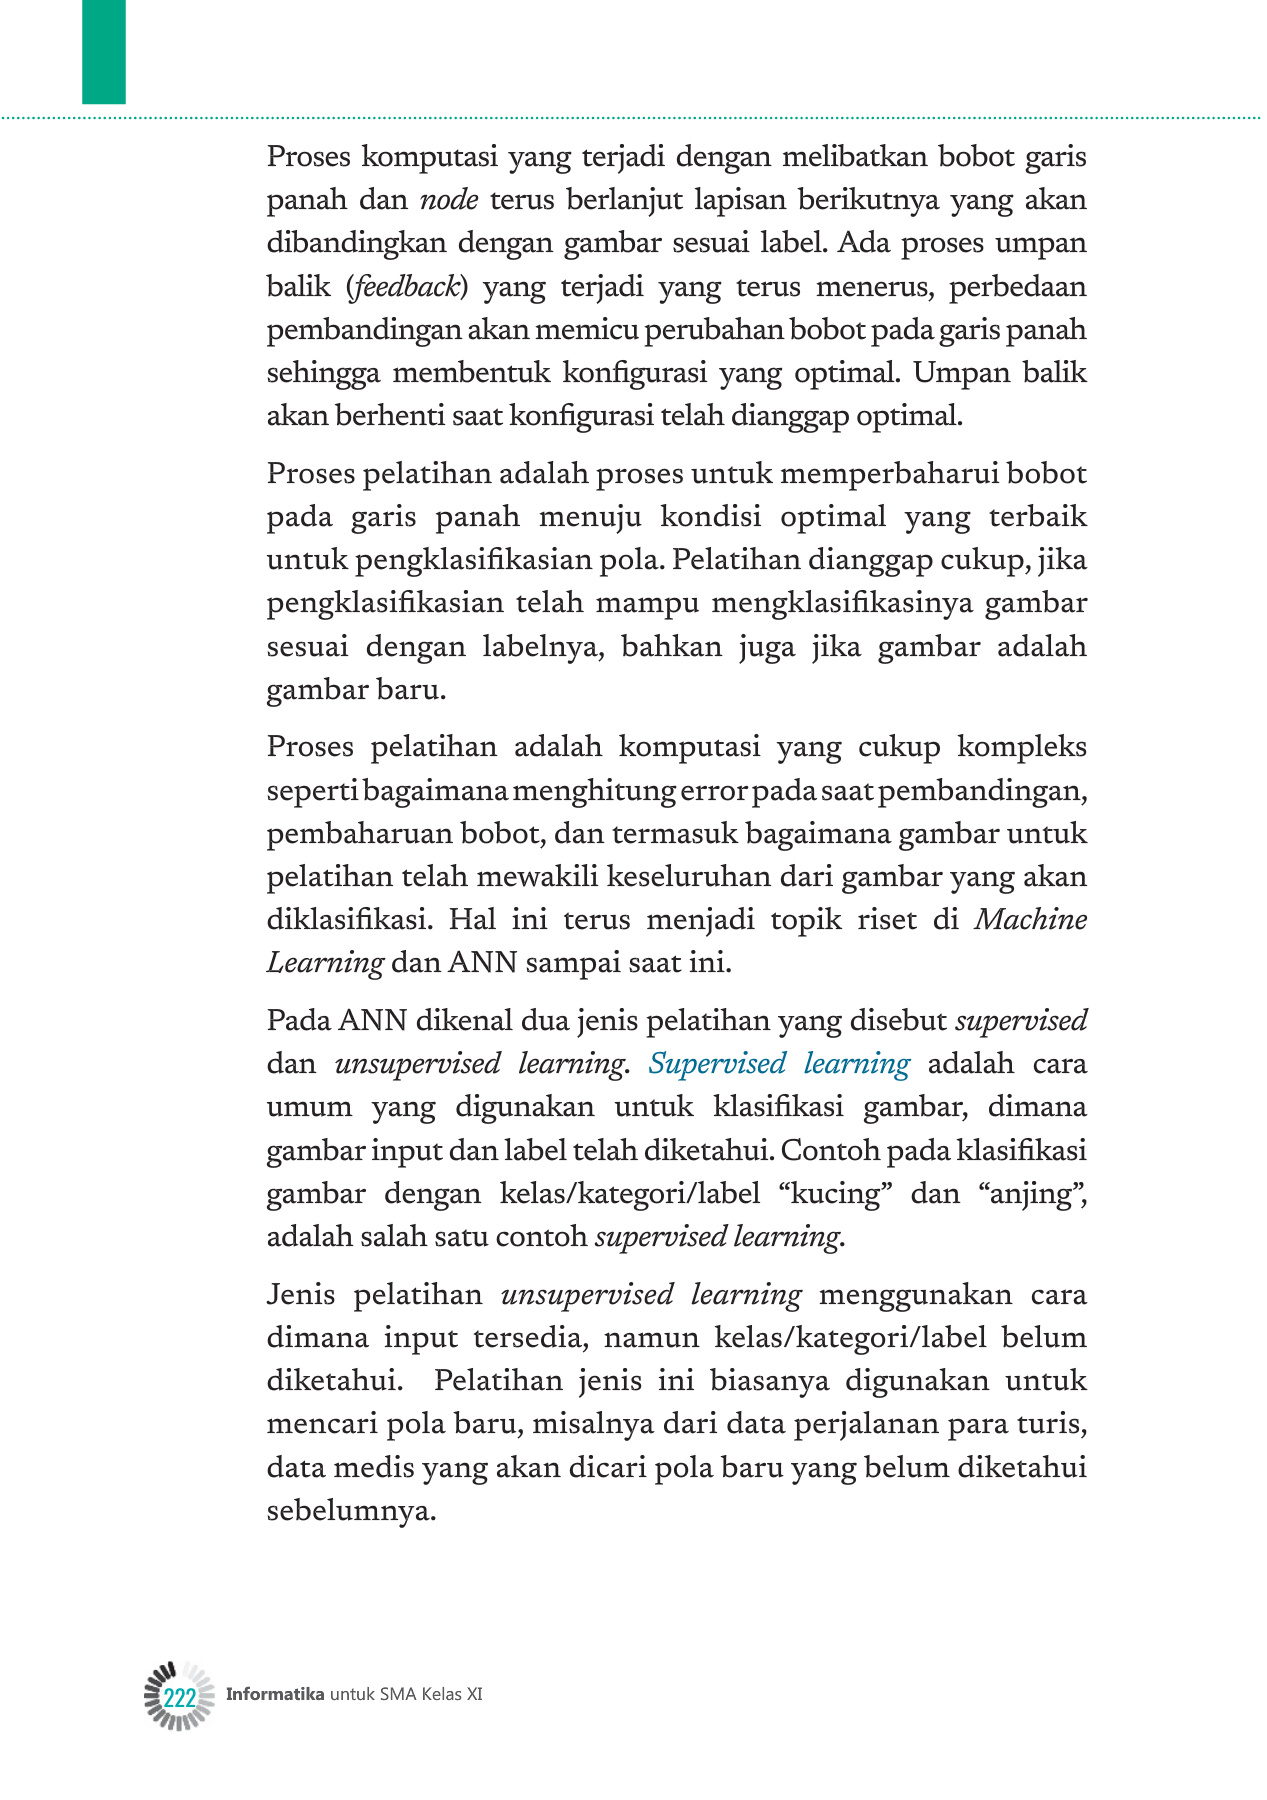 Proses komputasi yang terjadi dengan melibatkan bobot garis
panah dan node terus berlanjut lapisan berikutnya yang akan
dibandingkan dengan gambar sesuai label. Ada proses umpan
balik (feedback) yang terjadi yang terus menerus, perbedaan
pembandingan akan memicu perubahan bobot pada garis panah
sehingga membentuk konfigurasi yang optimal. Umpan balik
akan berhenti saat konfigurasi telah dianggap optimal.
Proses pelatihan adalah proses untuk memperbaharui bobot
pada garis panah menuju kondisi optimal yang terbaik
untuk pengklasifikasian pola. Pelatihan dianggap cukup, jika
pengklasifikasian telah mampu mengklasifikasinya gambar
sesuai dengan labelnya, bahkan juga jika gambar adalah
gambar baru.
Proses pelatihan adalah komputasi yang cukup kompleks
seperti bagaimana menghitung error pada saat pembandingan,
pembaharuan bobot, dan termasuk bagaimana gambar untuk
pelatihan telah mewakili keseluruhan dari gambar yang akan
diklasifikasi. Hal ini terus menjadi topik riset di Machine
Learning dan ANN sampai saat ini.
Pada ANN dikenal dua jenis pelatihan yang disebut supervised
dan unsupervised learning. Supervised learning adalah cara
umum yang digunakan untuk klasifikasi gambar, dimana
gambar input dan label telah diketahui. Contoh pada klasifikasi
gambar dengan kelas/kategori/label “kucing” dan “anjing”,
adalah salah satu contoh supervised learning.
Jenis pelatihan unsupervised learning menggunakan cara
dimana input tersedia, namun kelas/kategori/label belum
diketahui. Pelatihan jenis ini biasanya digunakan untuk
mencari pola baru, misalnya dari data perjalanan para turis,
data medis yang akan dicari pola baru yang belum diketahui
sebelumnya.
222 Informatika untuk SMA Kelas XI